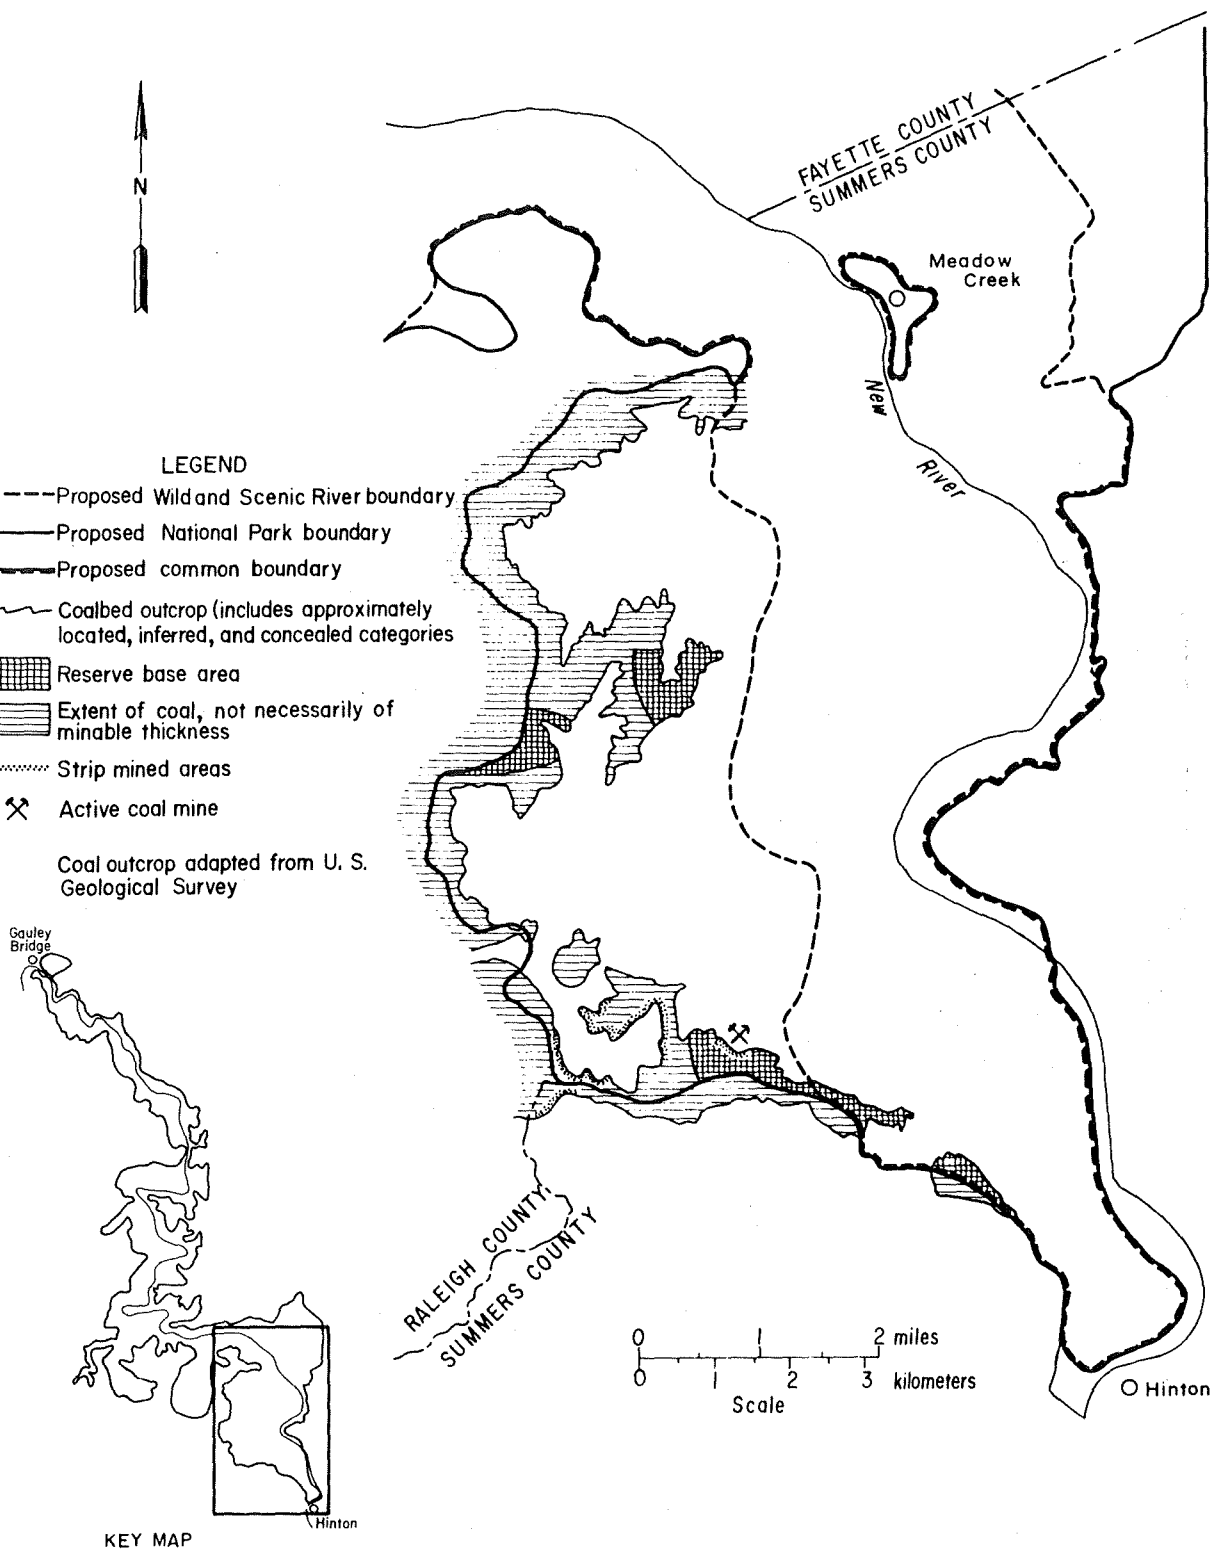 FAYETTE COUNTY
SUMMERS COUNTY
N
Meadow
Creek
New
River
LEGEND
Proposed Wild and Scenic River boundary
Proposed National Park boundary
Proposed common boundary
Coalbed outcrop (includes approximately
located, inferred, and concealed categories
Reserve base area
Extent of coal, not necessarily of
minable thickness
Strip mined areas
Active coal mine
Coal outcrop adapted from U. S.
Geological Survey
Gauley
Bridge
RALEIGH COUNTY
SUMMERS COUNTY
0 1 2 miles
0 1 2 3 kilometers
Scale
Hinton
Hinton
KEY MAP